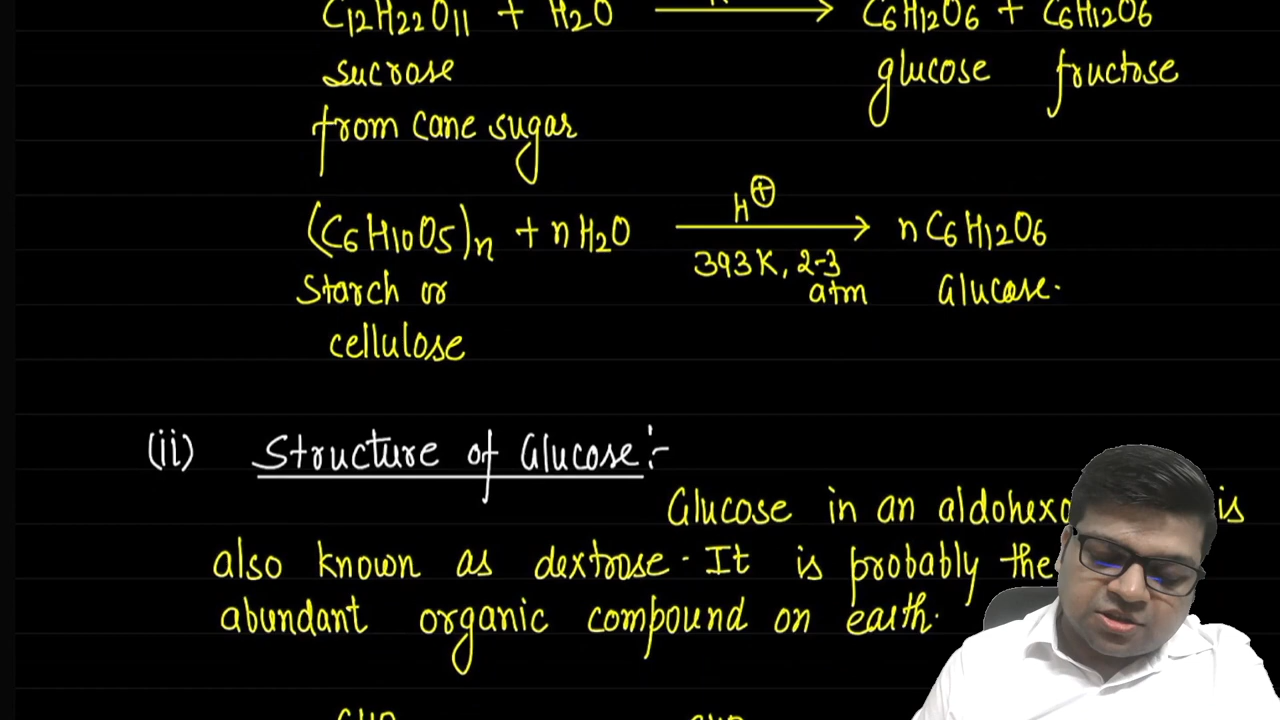 C12H22O11 + H2O → C6H12O6 + C6H12O6
sucrose glucose fructose
from cane sugar
H⊕
(C6H10O5)n + nH2O → nC6H12O6
393K, 2-3
atm
Starch or Glucose.
cellulose
(ii) Structure of Glucose:-
Glucose in an is
also known as dextrose. It is probably the
abundant organic compound on earth.
CHO CHO